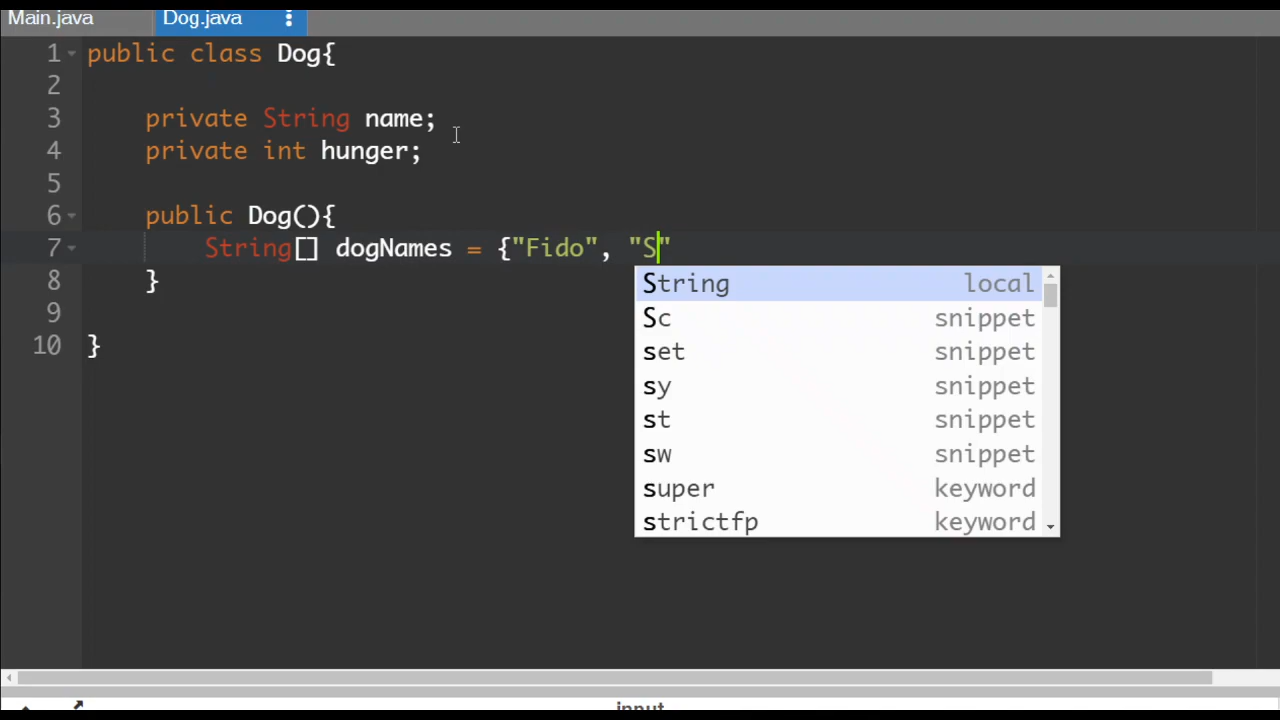 Main.java Dog.java
1 public class Dog{
2
3 private String name;
4 private int hunger;
5
6 public Dog(){
7 String[] dogNames = {"Fido", "S"
8 }
9
10 }
String local
Sc snippet
set snippet
sy snippet
st snippet
sw snippet
super keyword
strictfp keyword
input